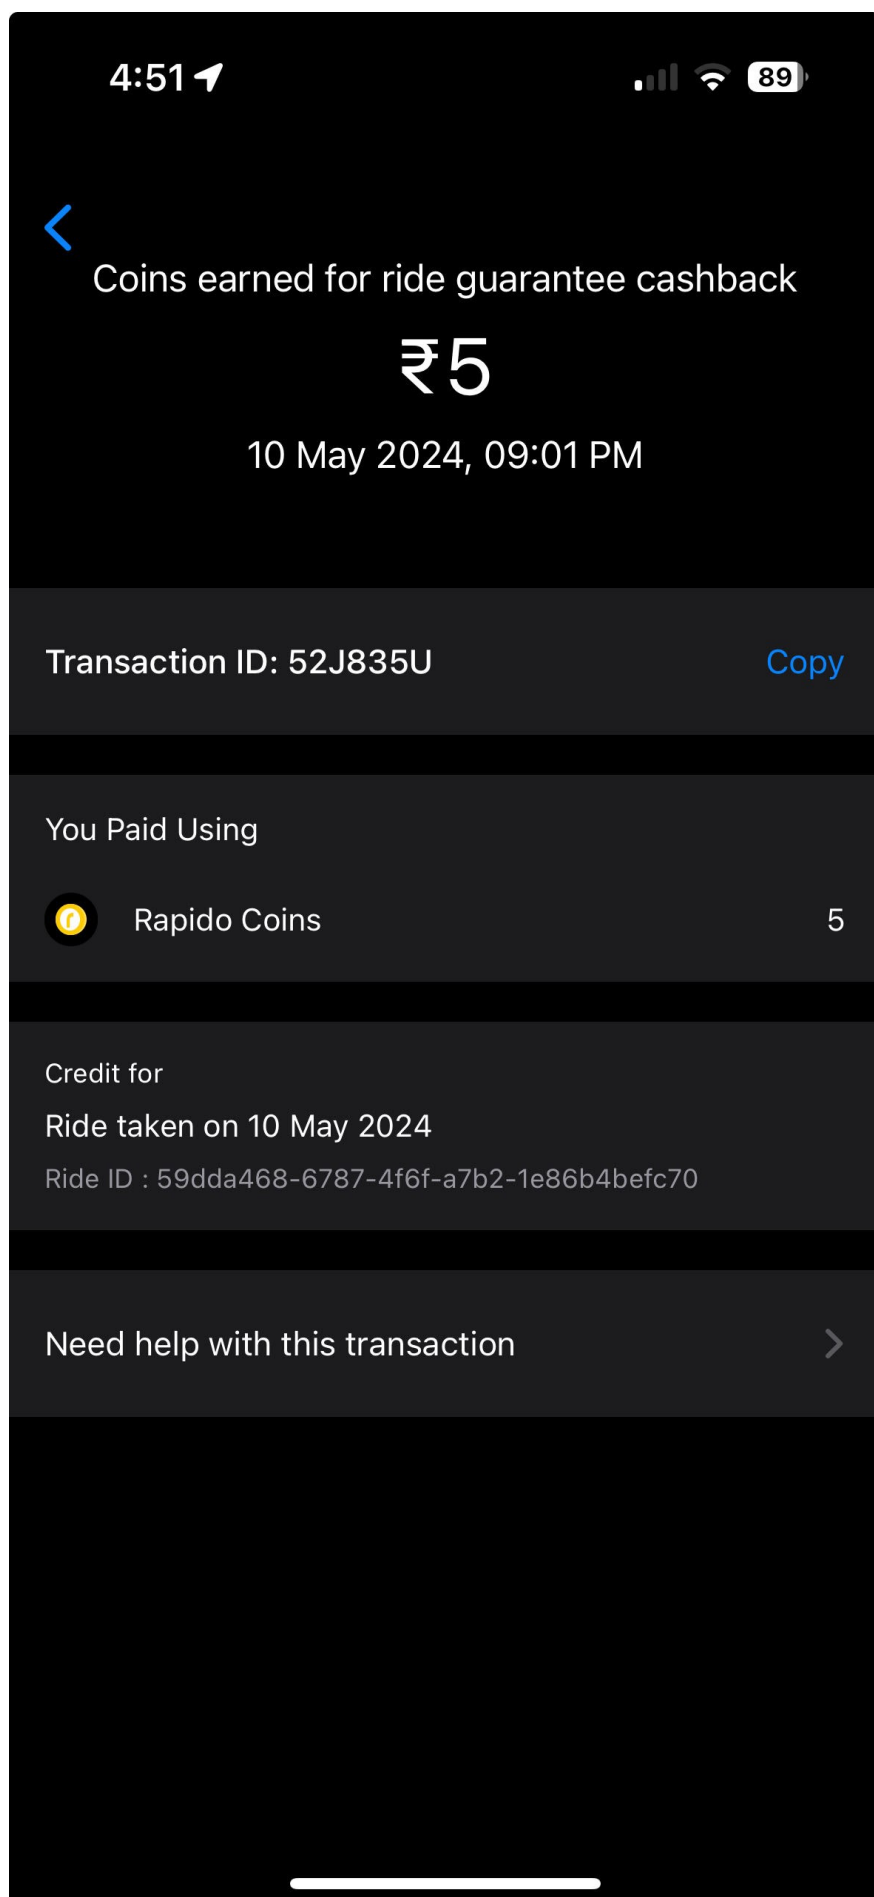 4:51
89
Coins earned for ride guarantee cashback
₹5
10 May 2024, 09:01 PM
Transaction ID: 52J835U Copy
You Paid Using
Rapido Coins 5
Credit for
Ride taken on 10 May 2024
Ride ID : 59dda468-6787-4f6f-a7b2-1e86b4befc70
Need help with this transaction